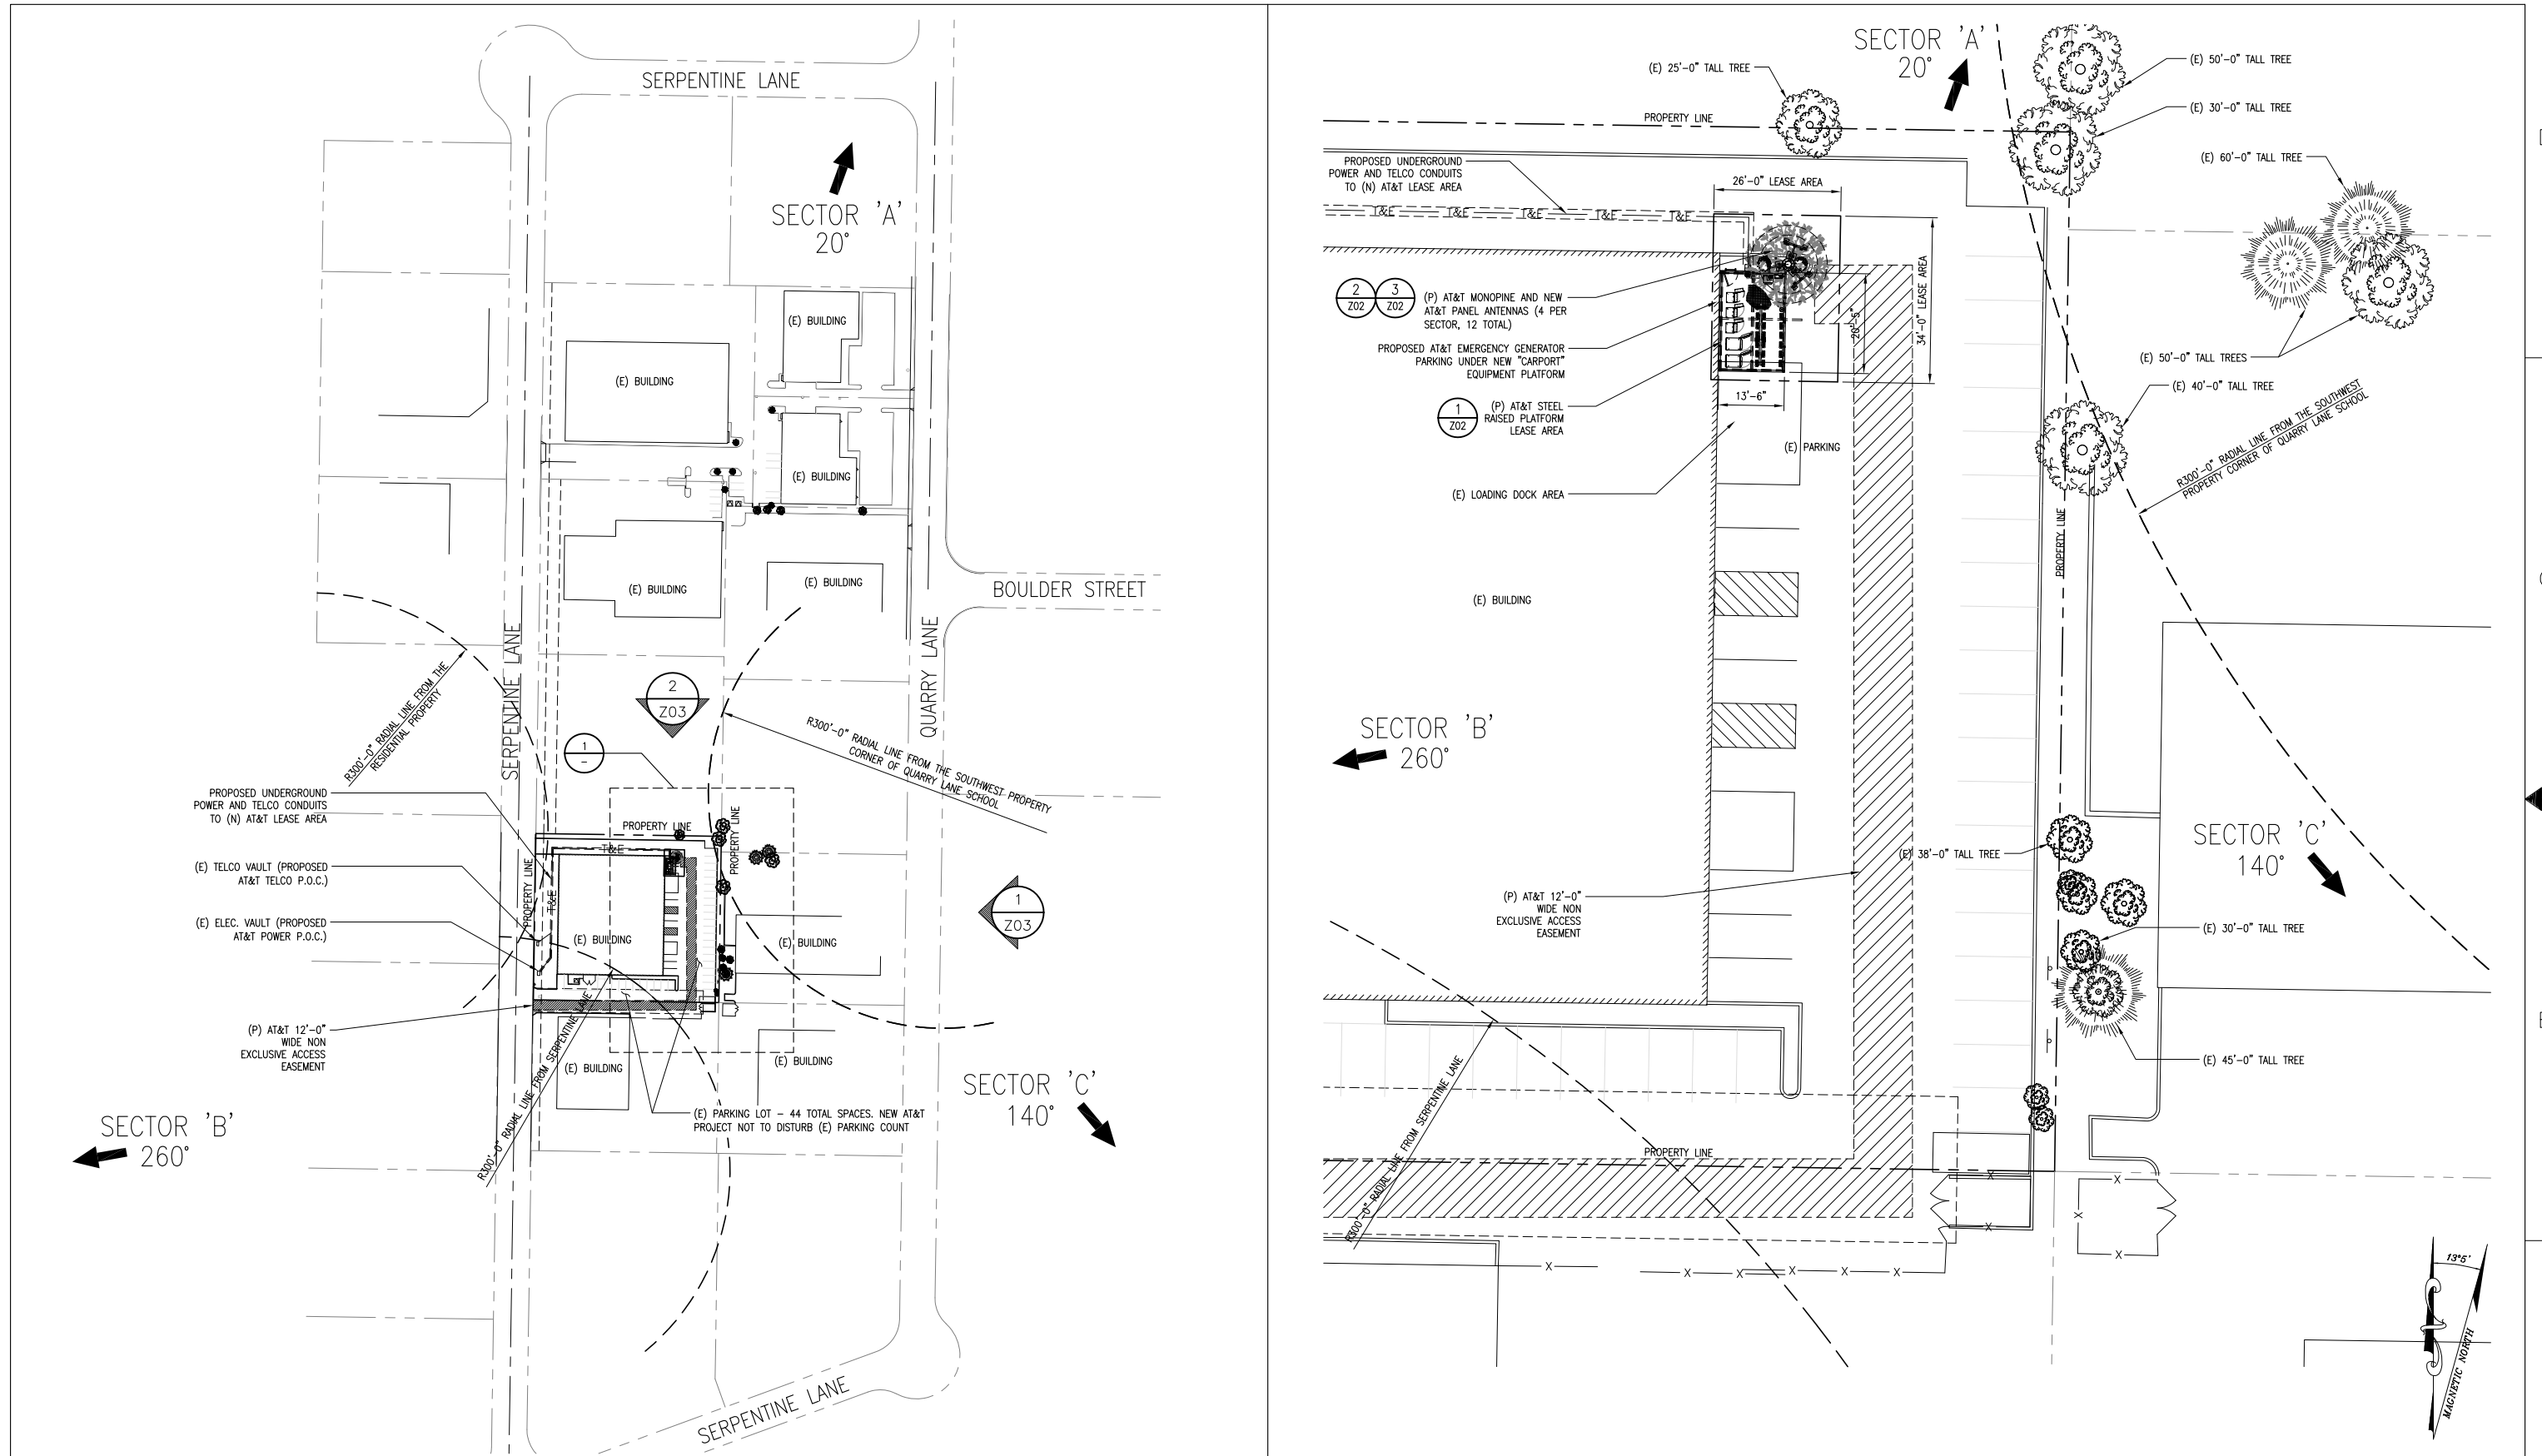 SERPENTINE LANE
SECTOR 'A'
20°
(E) BUILDING
(E) BUILDING
(E) BUILDING
(E) BUILDING
(E) BUILDING
BOULDER STREET
SERPENTINE LANE
QUARRY LANE
R300'-0" RADIAL LINE FROM THE
RESIDENTIAL PROPERTY
2
Z03
1
-
R300'-0" RADIAL LINE FROM THE SOUTHWEST PROPERTY
CORNER OF QUARRY LANE SCHOOL
PROPOSED UNDERGROUND
POWER AND TELCO CONDUITS
TO (N) AT&T LEASE AREA
PROPERTY LINE
PROPERTY LINE
PROPERTY LINE
T&E
T&E
(E) TELCO VAULT (PROPOSED
AT&T TELCO P.O.C.)
(E) ELEC. VAULT (PROPOSED
AT&T POWER P.O.C.)
(E) BUILDING
(E) BUILDING
1
Z03
(P) AT&T 12'-0"
WIDE NON
EXCLUSIVE ACCESS
EASEMENT
R300'-0" RADIAL LINE FROM SERPENTINE LANE
(E) BUILDING
(E) BUILDING
SECTOR 'B'
260°
SECTOR 'C'
140°
(E) PARKING LOT - 44 TOTAL SPACES. NEW AT&T
PROJECT NOT TO DISTURB (E) PARKING COUNT
SERPENTINE LANE
SECTOR 'A'
20°
(E) 25'-0" TALL TREE
(E) 50'-0" TALL TREE
(E) 30'-0" TALL TREE
PROPERTY LINE
PROPOSED UNDERGROUND
POWER AND TELCO CONDUITS
TO (N) AT&T LEASE AREA
(E) 60'-0" TALL TREE
26'-0" LEASE AREA
T&E T&E T&E T&E T&E
34'-0" LEASE AREA
20'-5"
2
Z02
3
Z02
(P) AT&T MONOPINE AND NEW
AT&T PANEL ANTENNAS (4 PER
SECTOR, 12 TOTAL)
PROPOSED AT&T EMERGENCY GENERATOR
PARKING UNDER NEW "CARPORT"
EQUIPMENT PLATFORM
(E) 50'-0" TALL TREES
(E) 40'-0" TALL TREE
13'-6"
1
Z02
(P) AT&T STEEL
RAISED PLATFORM
LEASE AREA
R300'-0" RADIAL LINE FROM THE SOUTHWEST
PROPERTY CORNER OF QUARRY LANE SCHOOL
(E) PARKING
(E) LOADING DOCK AREA
PROPERTY LINE
(E) BUILDING
SECTOR 'B'
260°
SECTOR 'C'
140°
(E) 38'-0" TALL TREE
(P) AT&T 12'-0"
WIDE NON
EXCLUSIVE ACCESS
EASEMENT
(E) 30'-0" TALL TREE
(E) 45'-0" TALL TREE
R300'-0" RADIAL LINE FROM SERPENTINE LANE
PROPERTY LINE
X
X
X
X
X
X X X X X X
13°5'
MAGNETIC NORTH